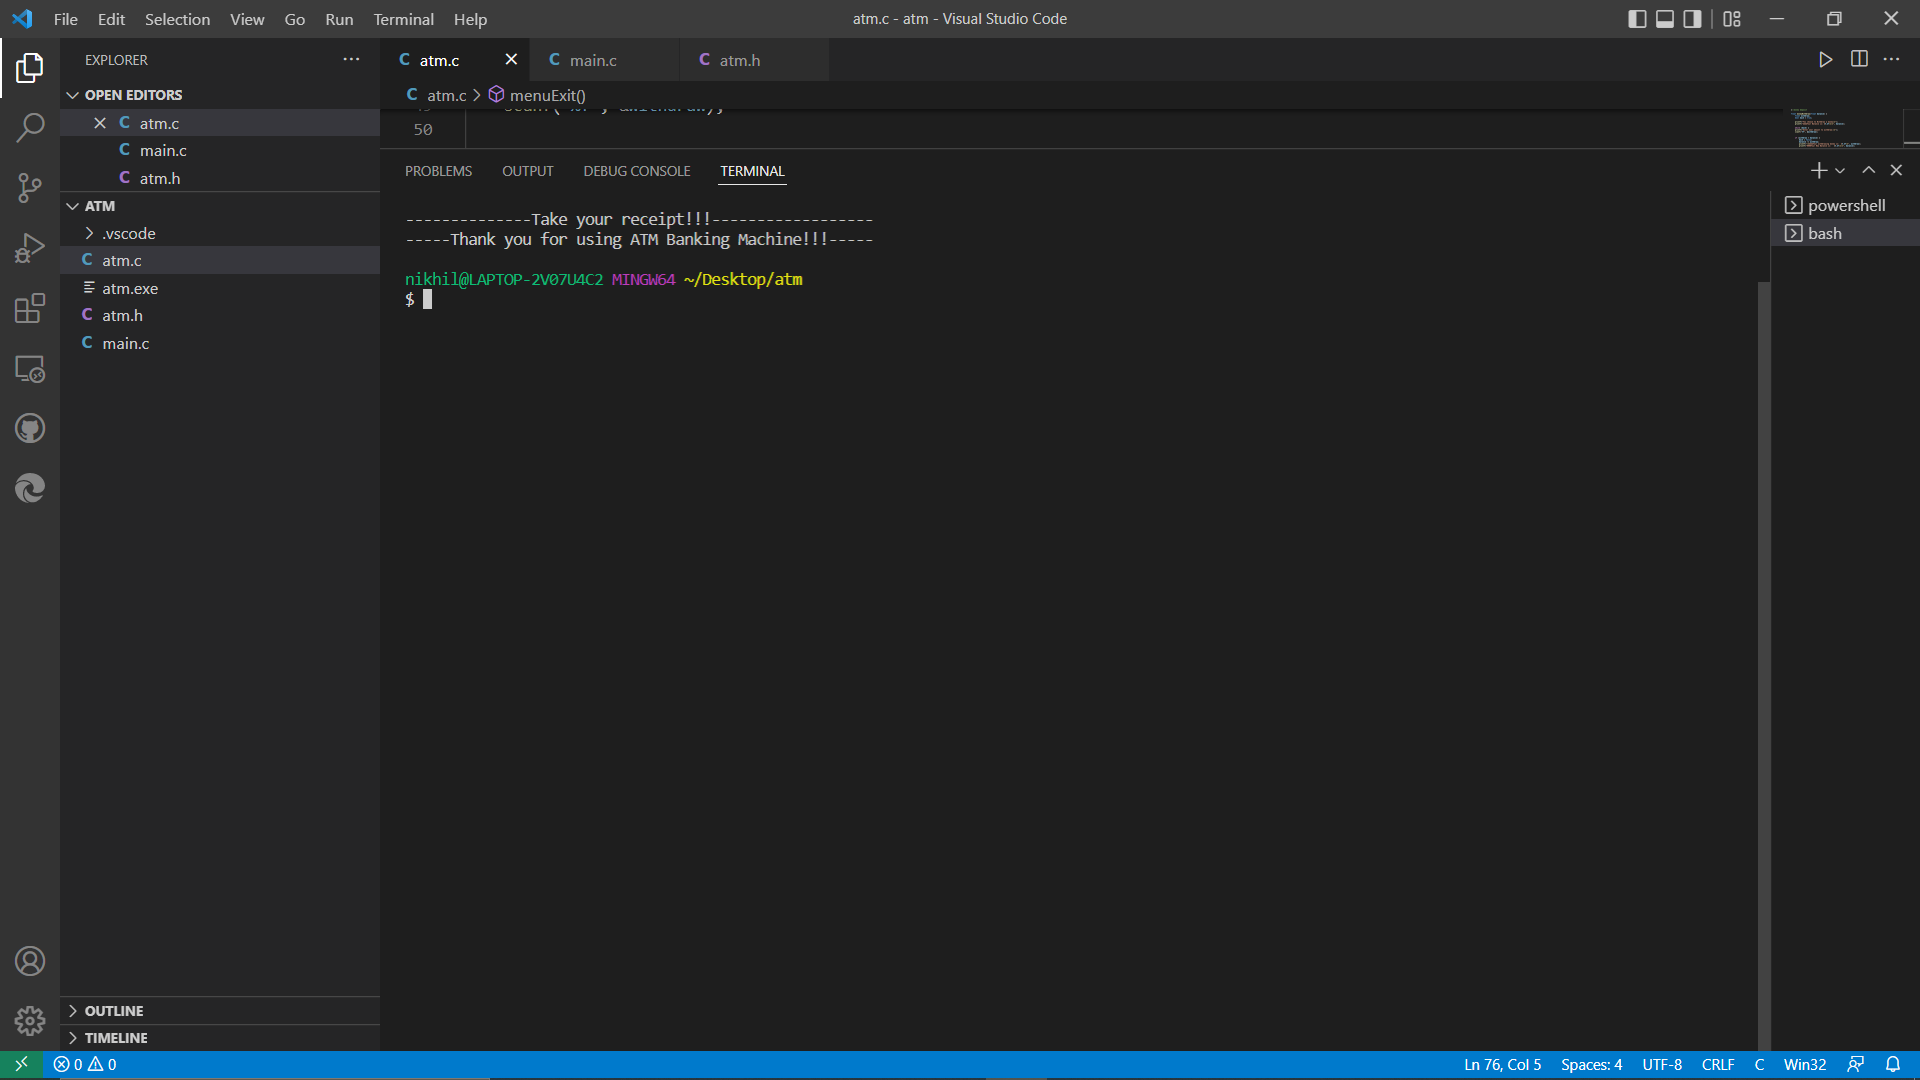 File Edit Selection View Go Run Terminal Help
atm.c - atm - Visual Studio Code
EXPLORER
OPEN EDITORS
atm.c
main.c
atm.h
ATM
.vscode
atm.c
atm.exe
atm.h
main.c
OUTLINE
TIMELINE
atm.c main.c atm.h
atm.c > menuExit()
50
PROBLEMS OUTPUT DEBUG CONSOLE TERMINAL
--------------Take your receipt!!!------------------
-----Thank you for using ATM Banking Machine!!!-----
nikhil@LAPTOP-2V07U4C2 MINGW64 ~/Desktop/atm
$
powershell
bash
0 0
Ln 76, Col 5 Spaces: 4 UTF-8 CRLF C Win32